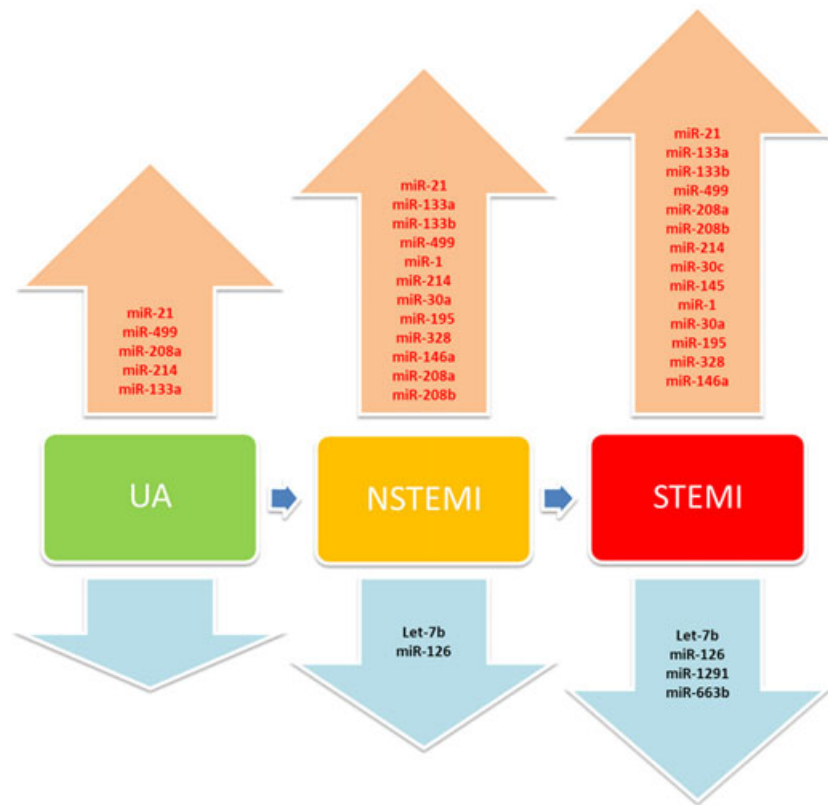 miR-21
miR-499
miR-208a
miR-214
miR-133a
UA
miR-21
miR-133a
miR-133b
miR-499
miR-1
miR-214
miR-30a
miR-195
miR-328
miR-146a
miR-208a
miR-208b
NSTEMI
Let-7b
miR-126
miR-21
miR-133a
miR-133b
miR-499
miR-208a
miR-208b
miR-214
miR-30c
miR-145
miR-1
miR-30a
miR-195
miR-328
miR-146a
STEMI
Let-7b
miR-126
miR-1291
miR-663b